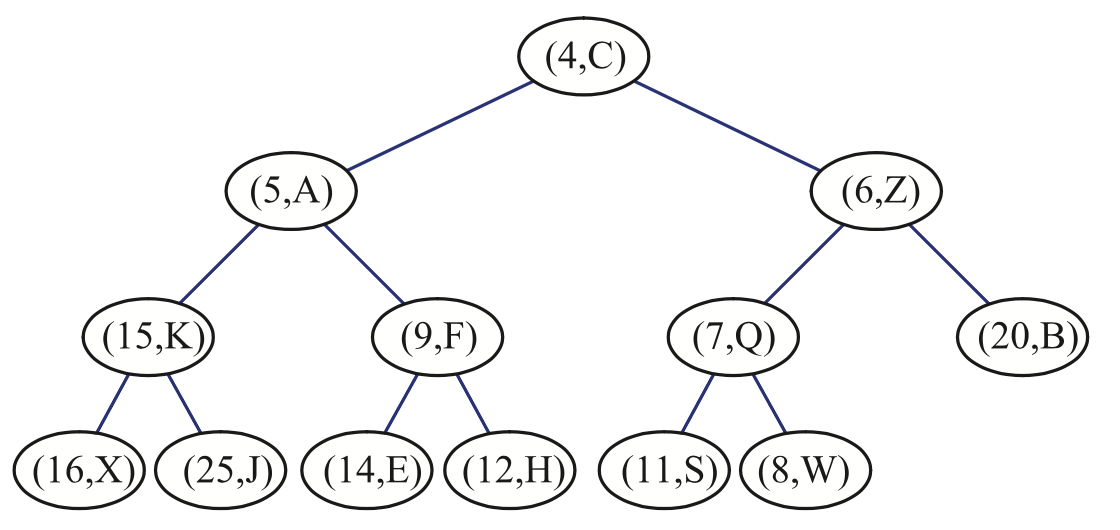 (4,C)
(5,A) (6,Z)
(15,K) (9,F) (7,Q) (20,B)
(16,X) (25,J) (14,E) (12,H) (11,S) (8,W)